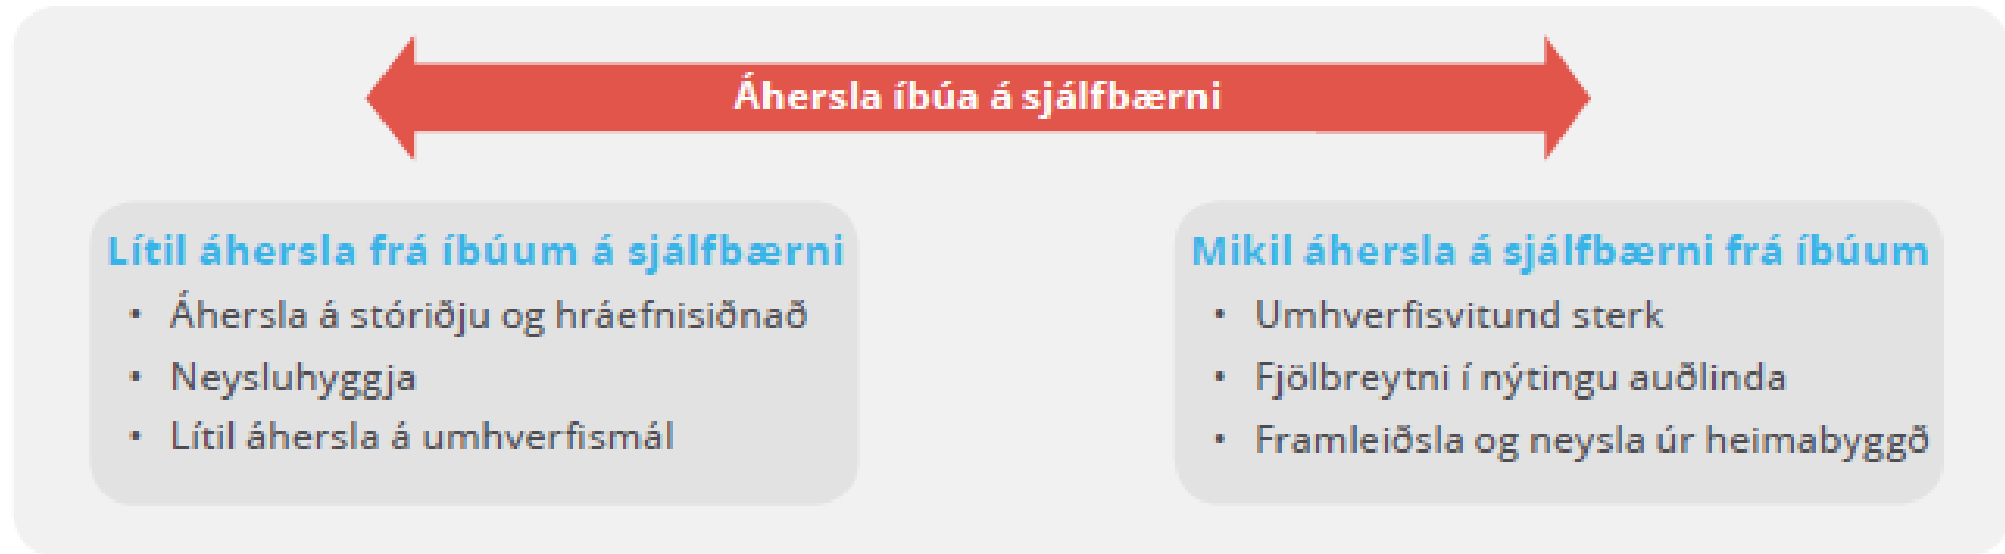 Áhersla íbúa á sjálfbærni
Lítil áhersla frá íbúum á sjálfbærni
• Áhersla á stóriðju og hráefnisiðnað
• Neysluhyggja
• Lítil áhersla á umhverfismál
Mikil áhersla á sjálfbærni frá íbúum
• Umhverfisvitund sterk
• Fjölbreytni í nýtingu auðlinda
• Framleiðsla og neysla úr heimabyggð